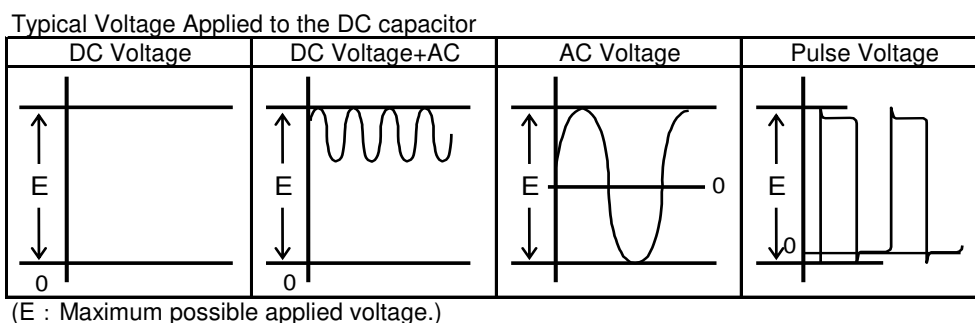 Typical Voltage Applied to the DC capacitor
DC Voltage DC Voltage+AC AC Voltage Pulse Voltage
E E E E
0 0 0 0
(E : Maximum possible applied voltage.)